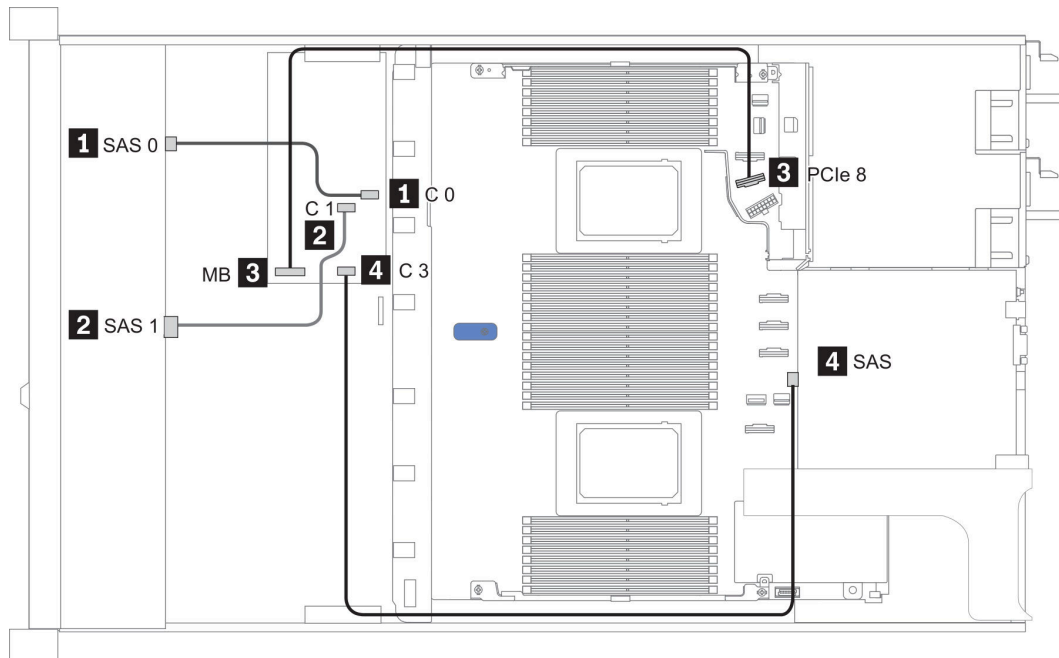 1 SAS 0
3 PCIe 8
1 C 0
C 1
2
MB 3
4 C 3
2 SAS 1
4 SAS